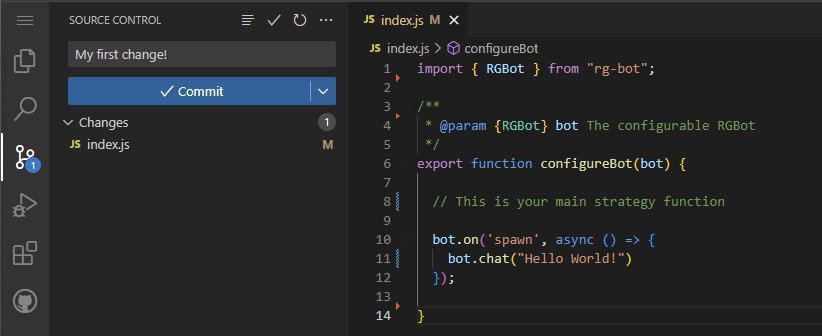 SOURCE CONTROL
My first change!
Commit
Changes 1
JS index.js M
1
JS index.js M
JS index.js > configureBot
1 import { RGBot } from "rg-bot";
2
3 /**
4 * @param {RGBot} bot The configurable RGBot
5 */
6 export function configureBot(bot) {
7
8 // This is your main strategy function
9
10 bot.on('spawn', async () => {
11 bot.chat("Hello World!")
12 });
13
14 }